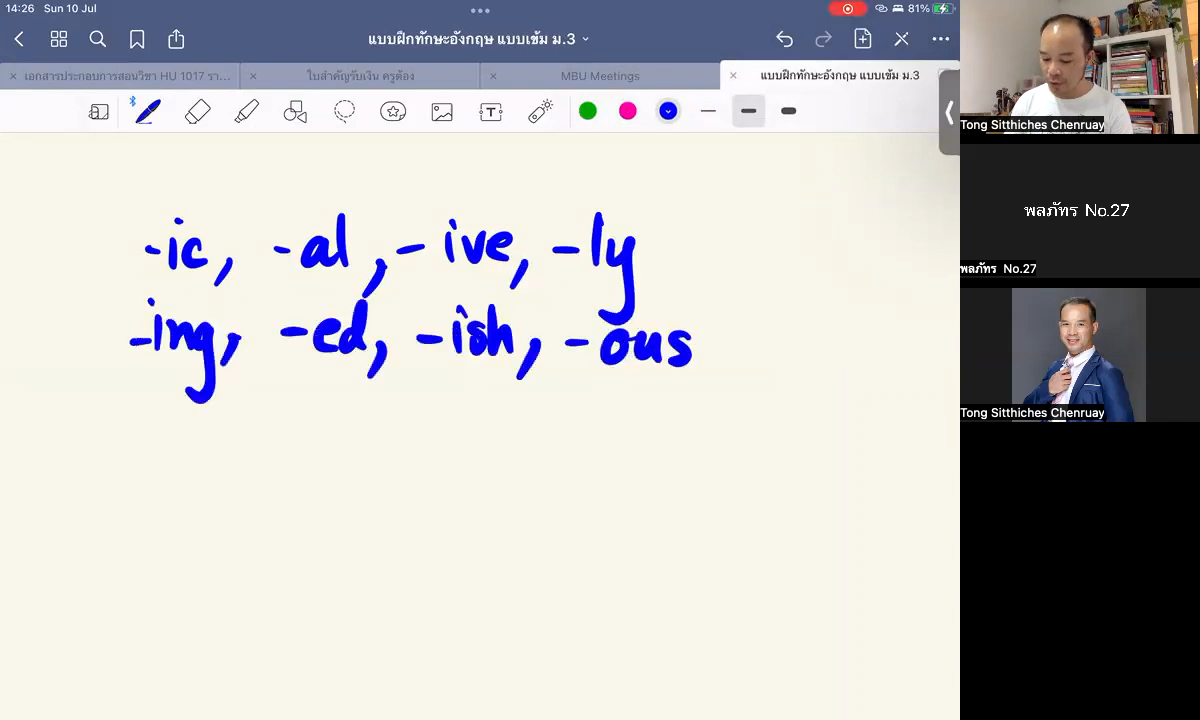 14:26 Sun 10 Jul
81%
แบบฝึกทักษะอังกฤษ แบบเข้ม ม.3
เอกสารประกอบการสอนวิชา HU 1017 รา...
ใบสำคัญรับเงิน ครูต้อง
MBU Meetings
แบบฝึกทักษะอังกฤษ แบบเข้ม ม.3
-ic, -al, -ive, -ly
-ing, -ed, -ish, -ous
Tong Sitthiches Chenruay
พลภัทร No.27
พลภัทร No.27
Tong Sitthiches Chenruay